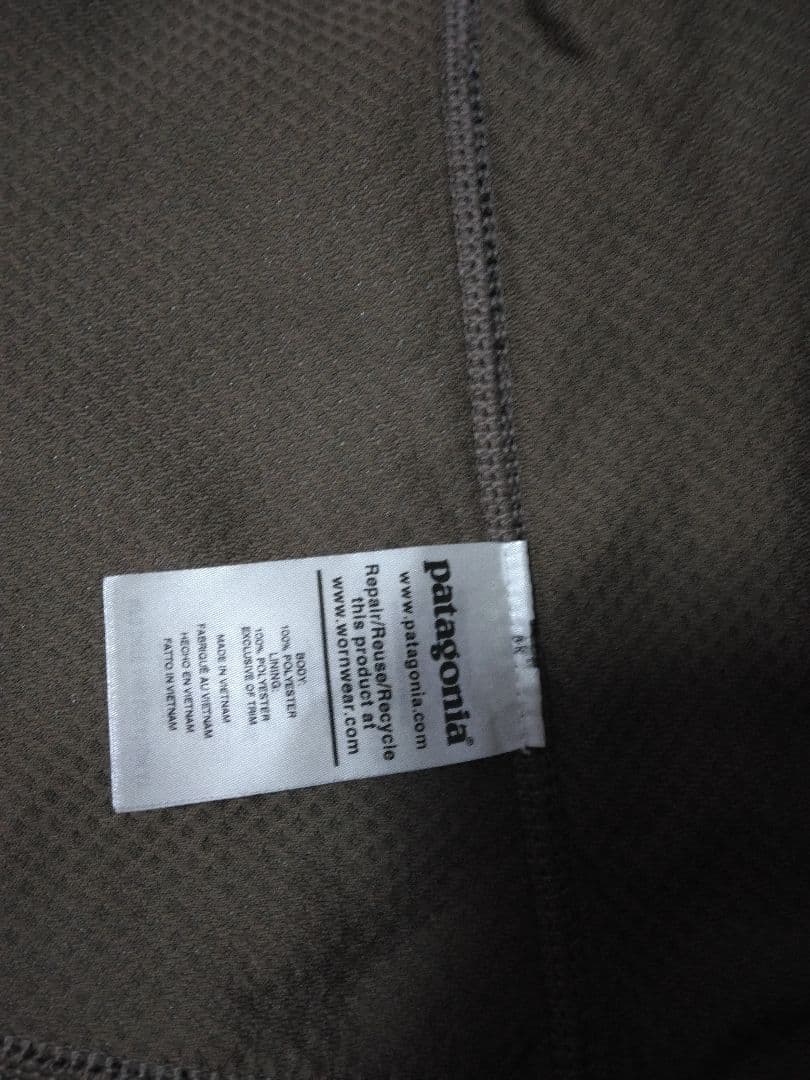 patagonia®
www.patagonia.com
Repair/Reuse/Recycle
this product at
www.wornwear.com
BODY:
100% POLYESTER
LINING:
100% POLYESTER
EXCLUSIVE OF TRIM
MADE IN VIETNAM
FABRIQUÉ AU VIETNAM
HECHO EN VIETNAM
FATTO IN VIETNAM